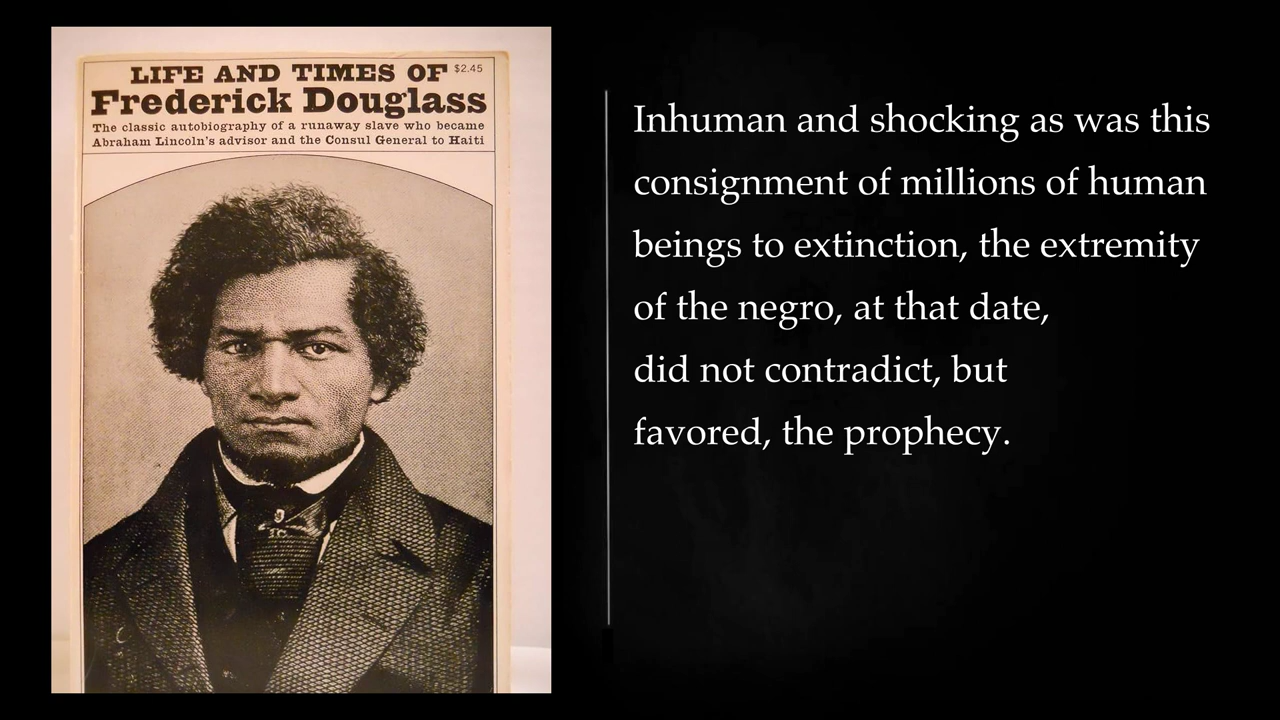 LIFE AND TIMES OF $2.45
Frederick Douglass
The classic autobiography of a runaway slave who became
Abraham Lincoln's advisor and the Consul General to Haiti
Inhuman and shocking as was this
consignment of millions of human
beings to extinction, the extremity
of the negro, at that date,
did not contradict, but
favored, the prophecy.